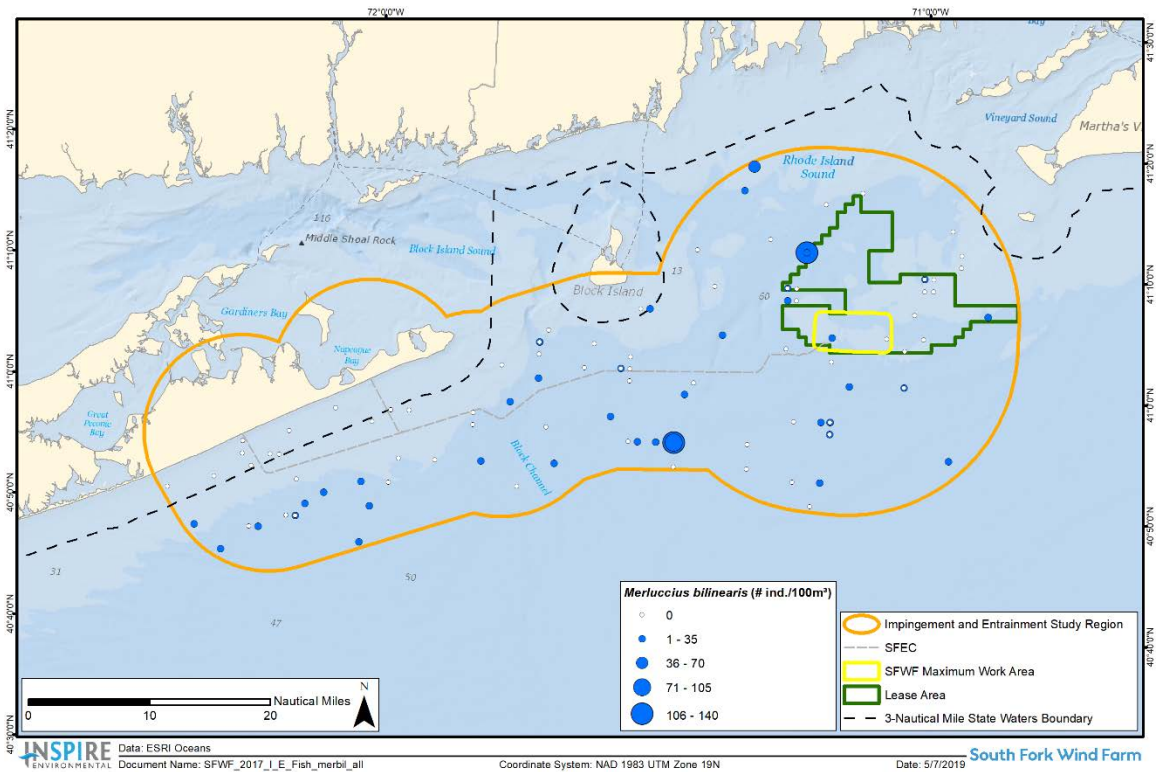 72°0'0"W
71°0'0"W
Bay
41°30'0"N
41°20'0"N
41°20'0"N
41°10'0"N
41°10'0"N
41°0'0"N
41°0'0"N
40°50'0"N
40°50'0"N
40°40'0"N
40°40'0"N
40°30'0"N
Vineyard Sound
Martha's V
Rhode Island
Sound
116
Middle Shoal Rock
Block Island Sound
13
60
Block Island
Gardiners Bay
Napeague
Bay
Great
Peconic
Bay
Block Channel
31
50
47
Merluccius bilinearis (# ind./100m³)
0
1 - 35
36 - 70
71 - 105
106 - 140
Impingement and Entrainment Study Region
SFEC
SFWF Maximum Work Area
Lease Area
3-Nautical Mile State Waters Boundary
Nautical Miles
0 10 20
N
INSPIRE
ENVIRONMENTAL
Data: ESRI Oceans
Document Name: SFWF_2017_I_E_Fish_merbil_all
Coordinate System: NAD 1983 UTM Zone 19N
Date: 5/7/2019
South Fork Wind Farm